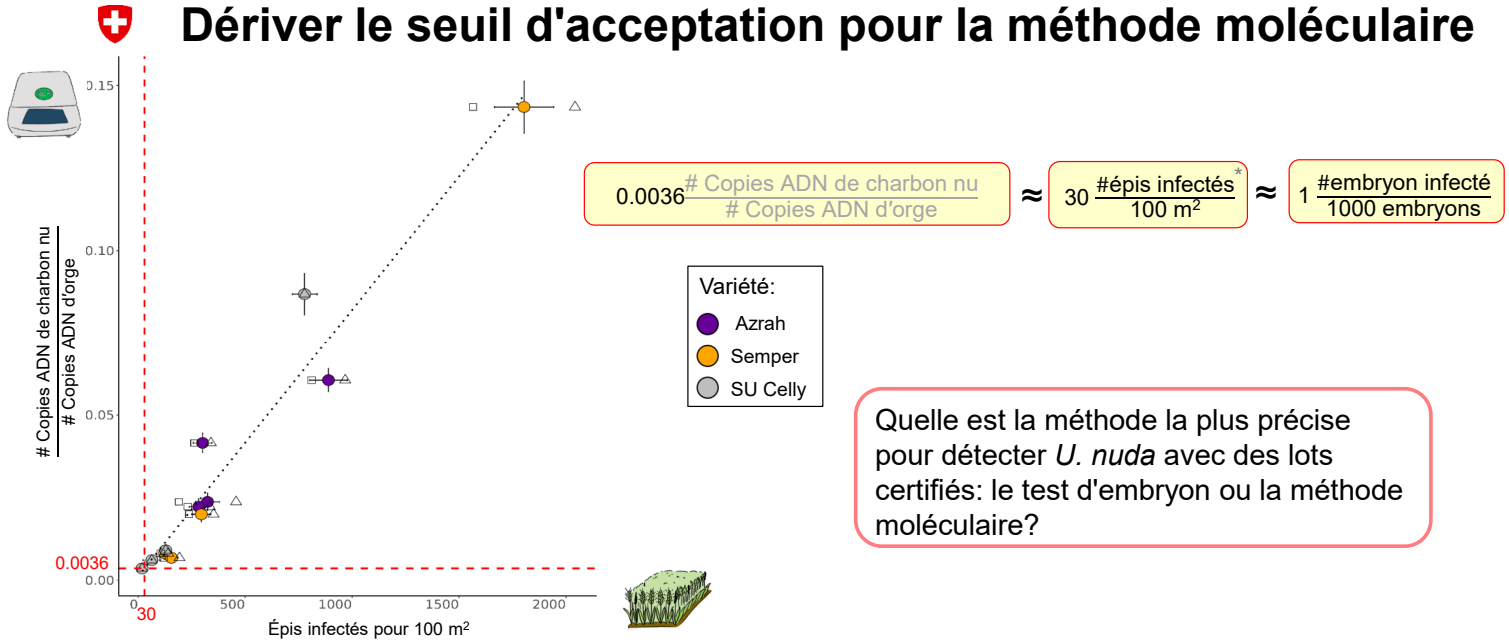 Dériver le seuil d'acceptation pour la méthode moléculaire
# Copies ADN de charbon nu
# Copies ADN d'orge
0.15
0.10
0.05
0.0036
0.00
0
30
500
1000
1500
2000
Épis infectés pour 100 m²
0.0036 # Copies ADN de charbon nu
# Copies ADN d'orge
≈
30 #épis infectés*
100 m²
≈
1 #embryon infecté
1000 embryons
Variété:
Azrah
Semper
SU Celly
Quelle est la méthode la plus précise
pour détecter U. nuda avec des lots
certifiés: le test d'embryon ou la méthode
moléculaire?